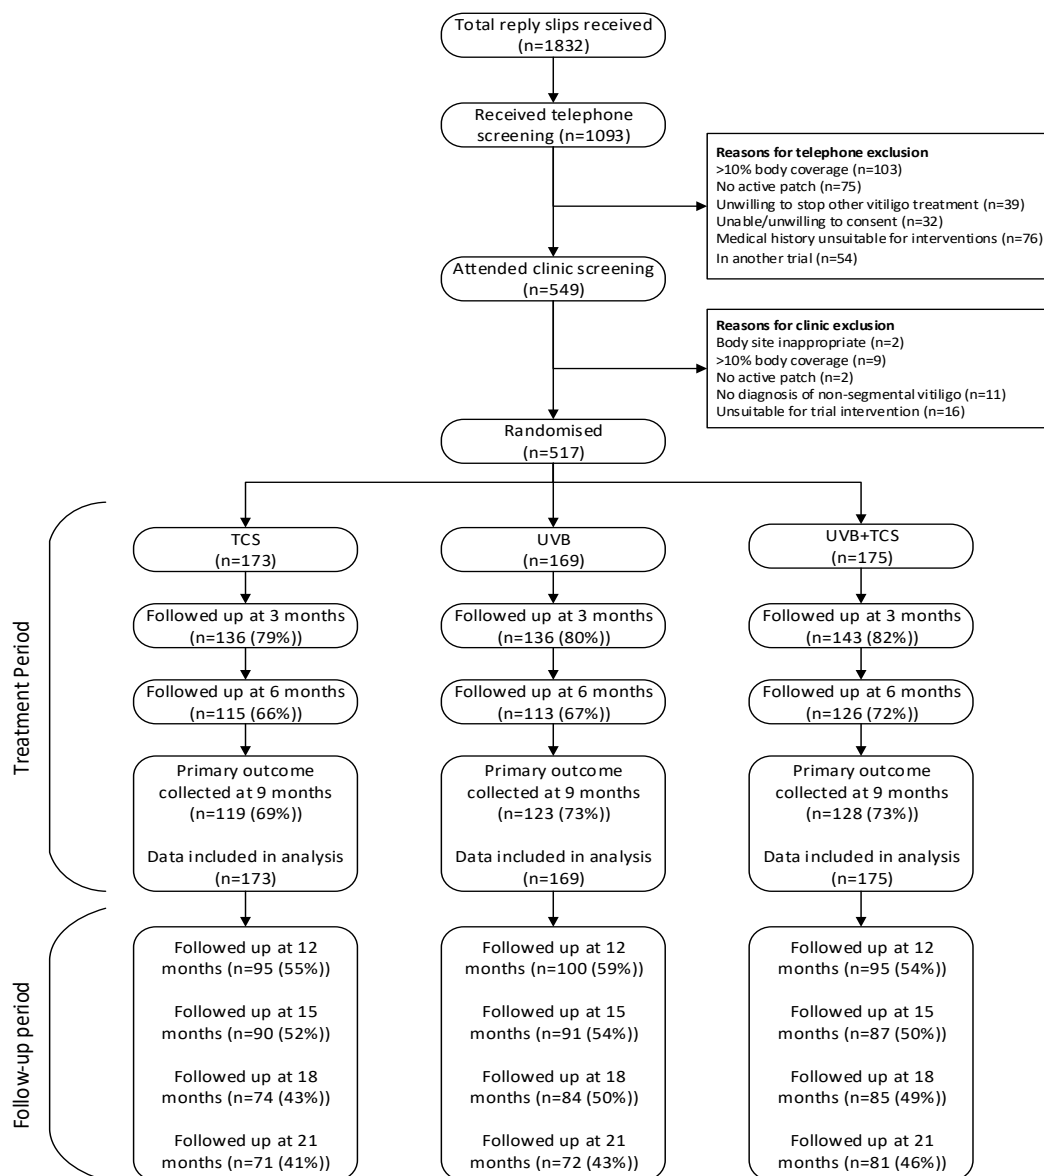 Total reply slips received
(n=1832)
Received telephone
screening (n=1093)
Reasons for telephone exclusion
>10% body coverage (n=103)
No active patch (n=75)
Unwilling to stop other vitiligo treatment (n=39)
Unable/unwilling to consent (n=32)
Medical history unsuitable for interventions (n=76)
In another trial (n=54)
Attended clinic screening
(n=549)
Reasons for clinic exclusion
Body site inappropriate (n=2)
>10% body coverage (n=9)
No active patch (n=2)
No diagnosis of non-segmental vitiligo (n=11)
Unsuitable for trial intervention (n=16)
Randomised
(n=517)
Treatment Period
TCS
(n=173)
UVB
(n=169)
UVB+TCS
(n=175)
Followed up at 3 months
(n=136 (79%))
Followed up at 3 months
(n=136 (80%))
Followed up at 3 months
(n=143 (82%))
Followed up at 6 months
(n=115 (66%))
Followed up at 6 months
(n=113 (67%))
Followed up at 6 months
(n=126 (72%))
Primary outcome
collected at 9 months
(n=119 (69%))
Data included in analysis
(n=173)
Primary outcome
collected at 9 months
(n=123 (73%))
Data included in analysis
(n=169)
Primary outcome
collected at 9 months
(n=128 (73%))
Data included in analysis
(n=175)
Follow-up period
Followed up at 12
months (n=95 (55%))
Followed up at 15
months (n=90 (52%))
Followed up at 18
months (n=74 (43%))
Followed up at 21
months (n=71 (41%))
Followed up at 12
months (n=100 (59%))
Followed up at 15
months (n=91 (54%))
Followed up at 18
months (n=84 (50%))
Followed up at 21
months (n=72 (43%))
Followed up at 12
months (n=95 (54%))
Followed up at 15
months (n=87 (50%))
Followed up at 18
months (n=85 (49%))
Followed up at 21
months (n=81 (46%))